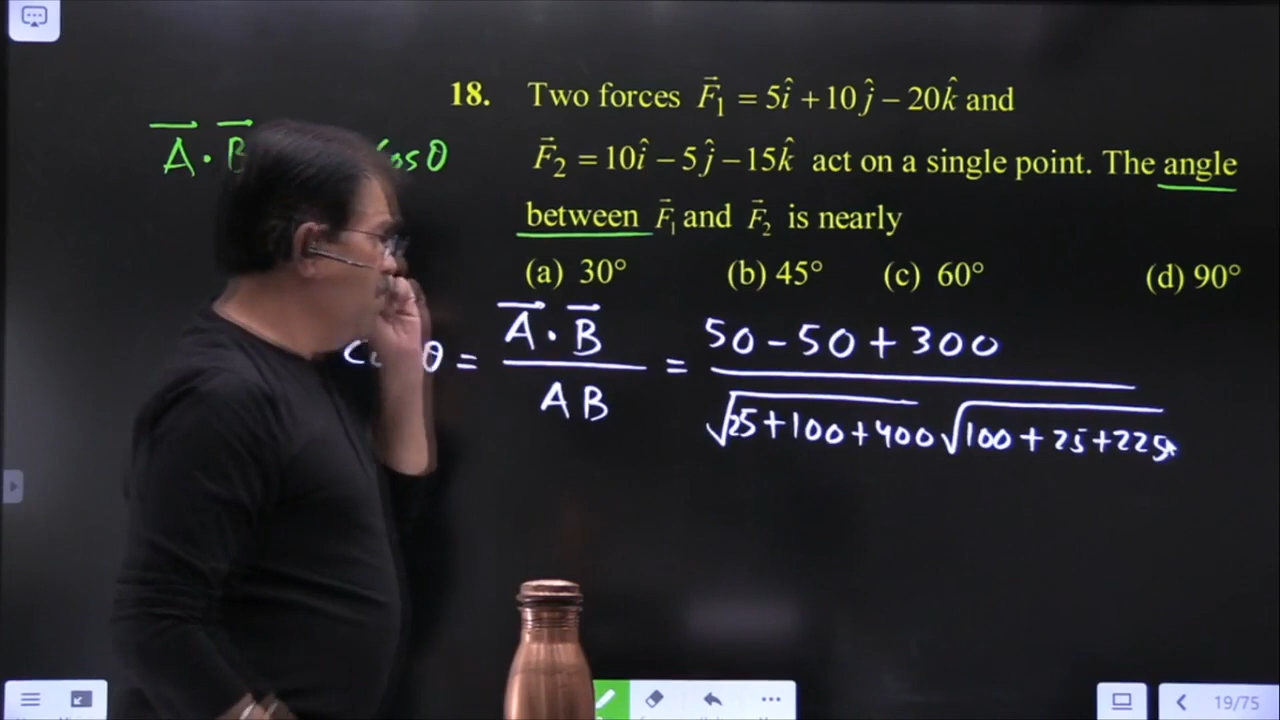 18. Two forces F⃗₁ = 5î + 10ĵ − 20k̂ and
A⃗ · B⃗ Cos θ
F⃗₂ = 10î − 5ĵ − 15k̂ act on a single point. The angle
between F⃗₁ and F⃗₂ is nearly
(a) 30° (b) 45° (c) 60° (d) 90°
θ = A⃗ · B⃗ / AB = 50 − 50 + 300 / √25+100+400 √100+25+225
19/75